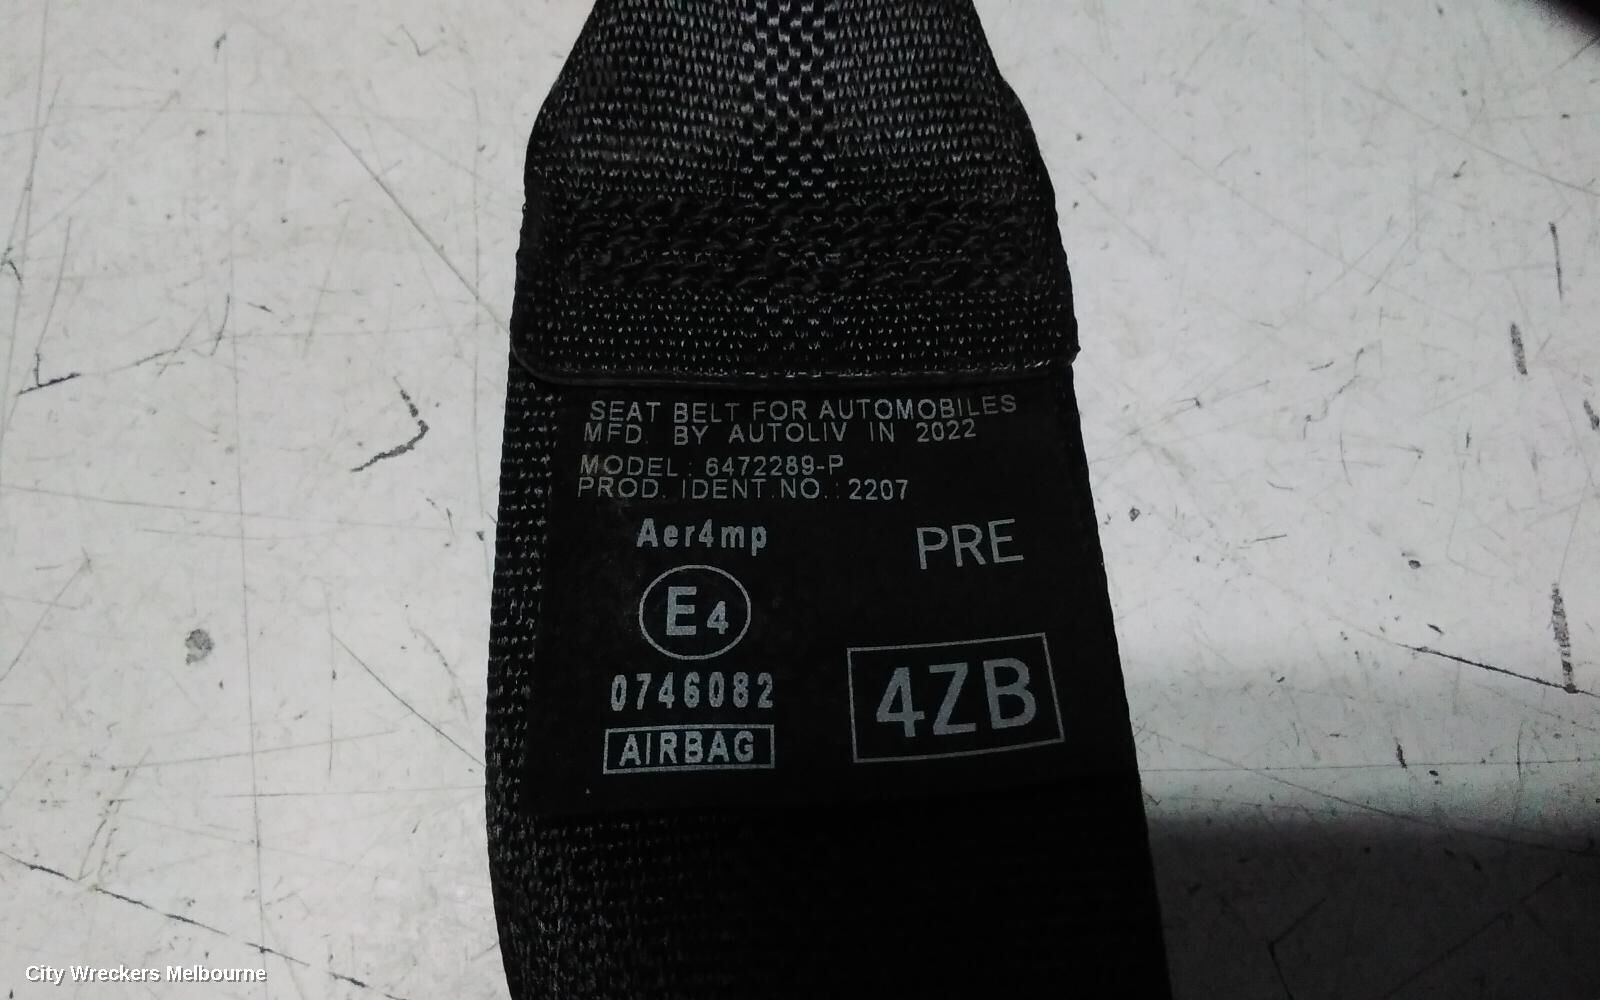 SEAT BELT FOR AUTOMOBILES
MFD. BY AUTOLIV IN 2022
MODEL : 6472289-P
PROD. IDENT.NO. : 2207
Aer4mp
PRE
E4
0746082
4ZB
AIRBAG
City Wreckers Melbourne